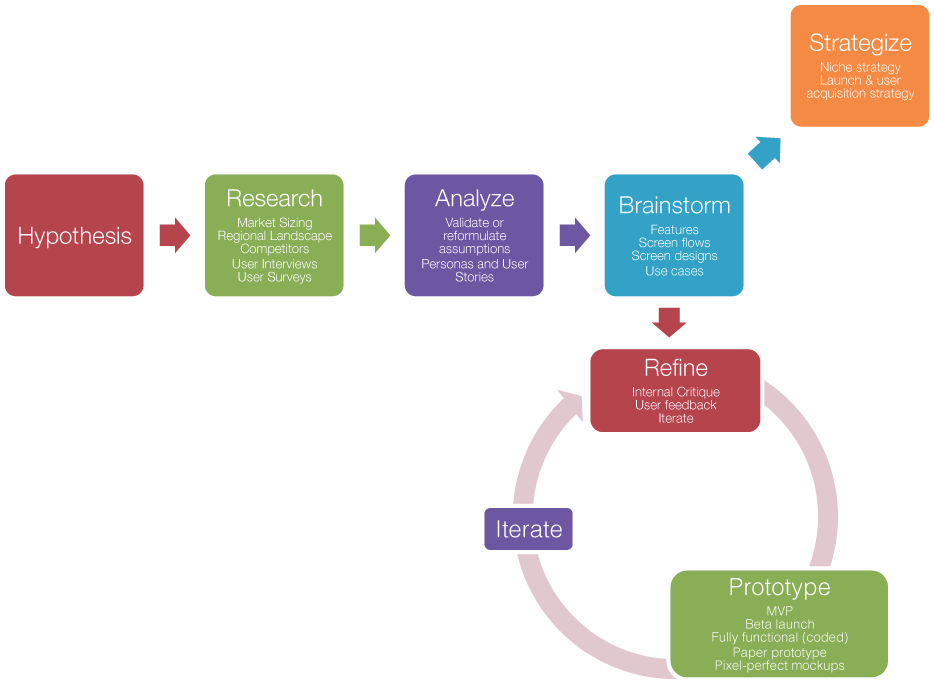 Strategize
Niche strategy
Launch & user
acquisition strategy
Hypothesis
Research
Market Sizing
Regional Landscape
Competitors
User Interviews
User Surveys
Analyze
Validate or
reformulate
assumptions
Personas and User
Stories
Brainstorm
Features
Screen flows
Screen designs
Use cases
Refine
Internal Critique
User feedback
Iterate
Iterate
Prototype
MVP
Beta launch
Fully functional (coded)
Paper prototype
Pixel-perfect mockups